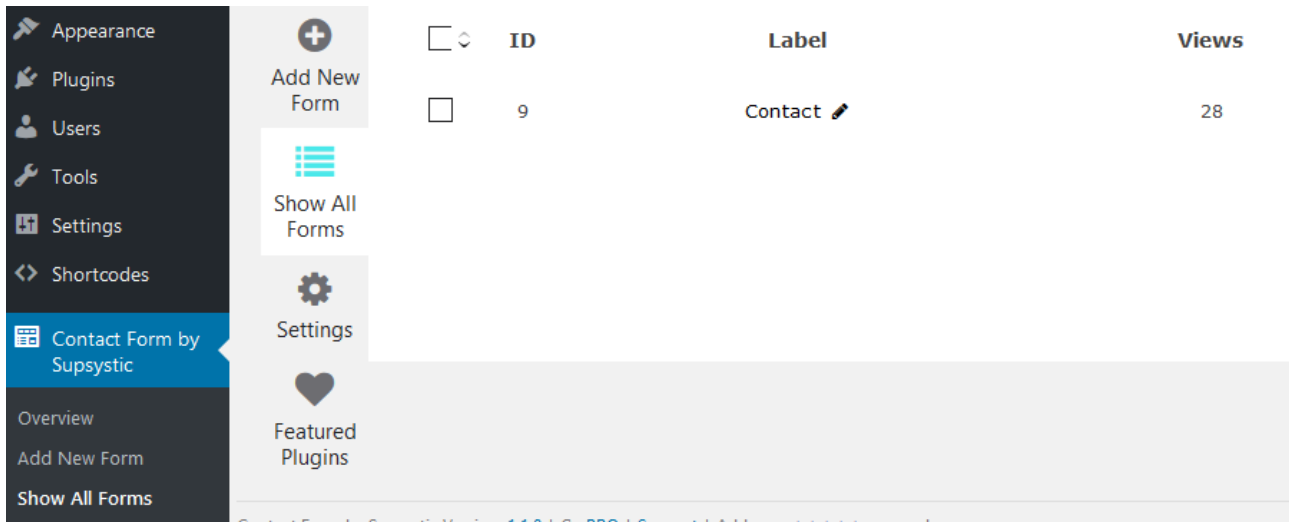 Appearance
Plugins
Users
Tools
Settings
Shortcodes
Contact Form by
Supsystic
Overview
Add New Form
Show All Forms
Add New
Form
Show All
Forms
Settings
Featured
Plugins
ID Label Views
9 Contact 28